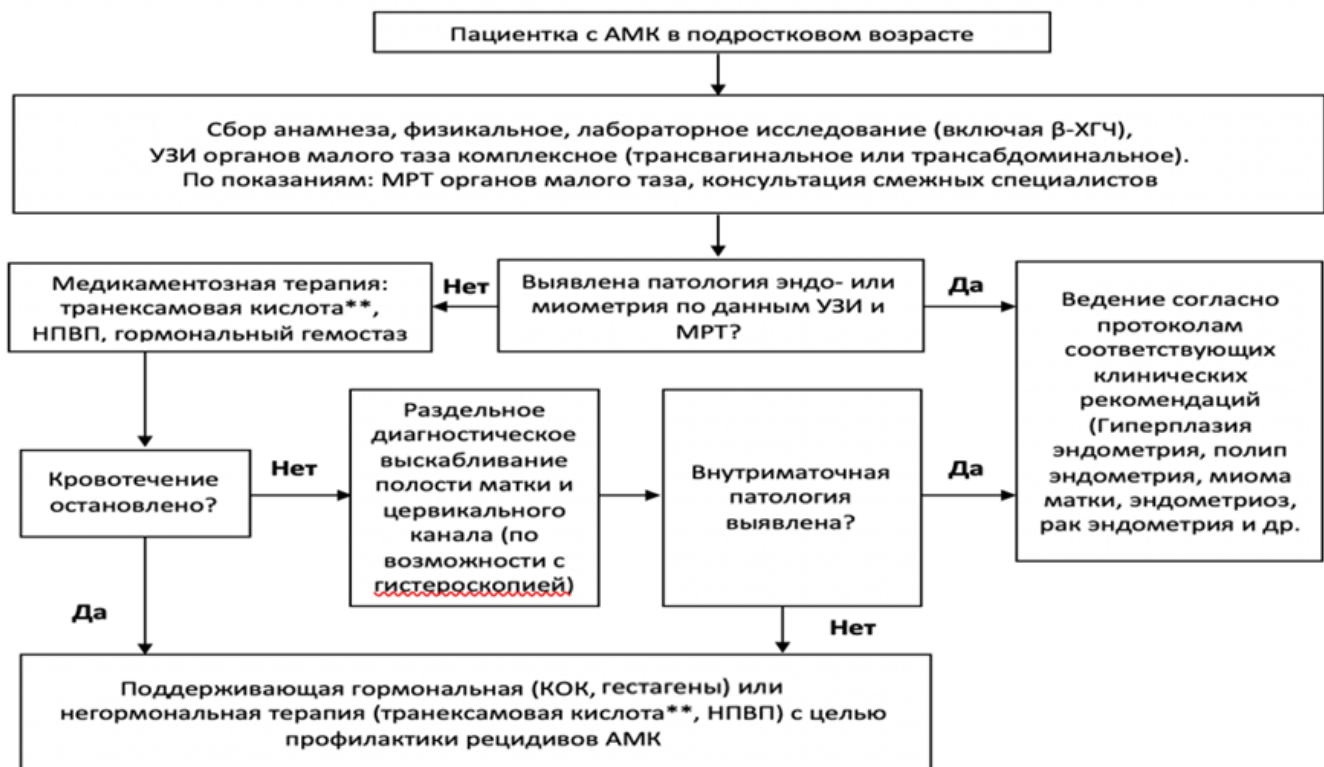 Пациентка с АМК в подростковом возрасте
Сбор анамнеза, физикальное, лабораторное исследование (включая β-ХГЧ),
УЗИ органов малого таза комплексное (трансвагинальное или трансабдоминальное).
По показаниям: МРТ органов малого таза, консультация смежных специалистов
Выявлена патология эндо- или
миометрия по данным УЗИ и
МРТ?
Нет
Да
Медикаментозная терапия:
транексамовая кислота**,
НПВП, гормональный гемостаз
Ведение согласно
протоколам
соответствующих
клинических
рекомендаций
(Гиперплазия
эндометрия, полип
эндометрия, миома
матки, эндометриоз,
рак эндометрия и др.
Кровотечение
остановлено?
Нет
Раздельное
диагностическое
выскабливание
полости матки и
цервикального
канала (по
возможности с
гистероскопией)
Внутриматочная
патология
выявлена?
Да
Да
Нет
Поддерживающая гормональная (КОК, гестагены) или
негормональная терапия (транексамовая кислота**, НПВП) с целью
профилактики рецидивов АМК